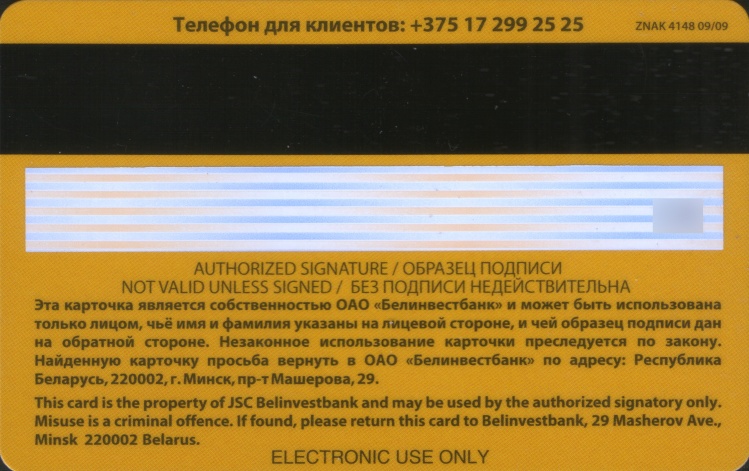 Телефон для клиентов: +375 17 299 25 25
ZNAK 4148 09/09
AUTHORIZED SIGNATURE / ОБРАЗЕЦ ПОДПИСИ
NOT VALID UNLESS SIGNED / БЕЗ ПОДПИСИ НЕДЕЙСТВИТЕЛЬНА
Эта карточка является собственностью ОАО «Белинвестбанк» и может быть использована
только лицом, чьё имя и фамилия указаны на лицевой стороне, и чей образец подписи дан
на обратной стороне. Незаконное использование карточки преследуется по закону.
Найденную карточку просьба вернуть в ОАО «Белинвестбанк» по адресу: Республика
Беларусь, 220002, г. Минск, пр-т Машерова, 29.
This card is the property of JSC Belinvestbank and may be used by the authorized signatory only.
Misuse is a criminal offence. If found, please return this card to Belinvestbank, 29 Masherov Ave.,
Minsk 220002 Belarus.
ELECTRONIC USE ONLY